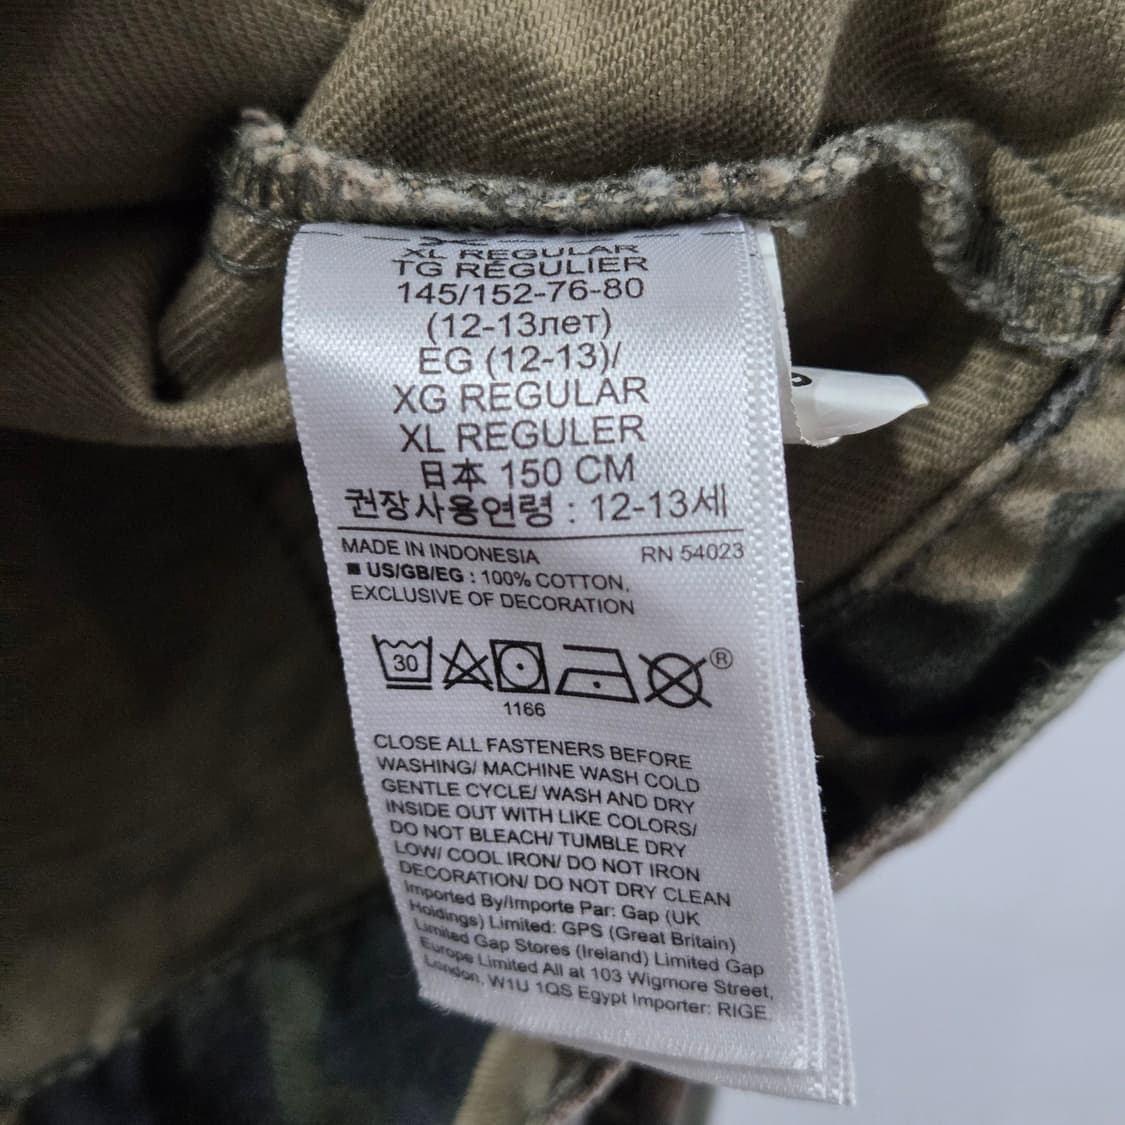 XL REGULAR
TG RÉGULIER
145/152-76-80
(12-13лет)
EG (12-13)/
XG REGULAR
XL REGULER
日本 150 CM
권장사용연령 : 12-13세
MADE IN INDONESIA RN 54023
■ US/GB/EG : 100% COTTON,
EXCLUSIVE OF DECORATION
30 ®
1166
CLOSE ALL FASTENERS BEFORE
WASHING/ MACHINE WASH COLD
GENTLE CYCLE/ WASH AND DRY
INSIDE OUT WITH LIKE COLORS/
DO NOT BLEACH/ TUMBLE DRY
LOW/ COOL IRON/ DO NOT IRON
DECORATION/ DO NOT DRY CLEAN
Imported By/Importe Par: Gap (UK
Holdings) Limited: GPS (Great Britain)
Limited Gap Stores (Ireland) Limited Gap
Europe Limited All at 103 Wigmore Street,
London, W1U 1QS Egypt Importer: RIGE.